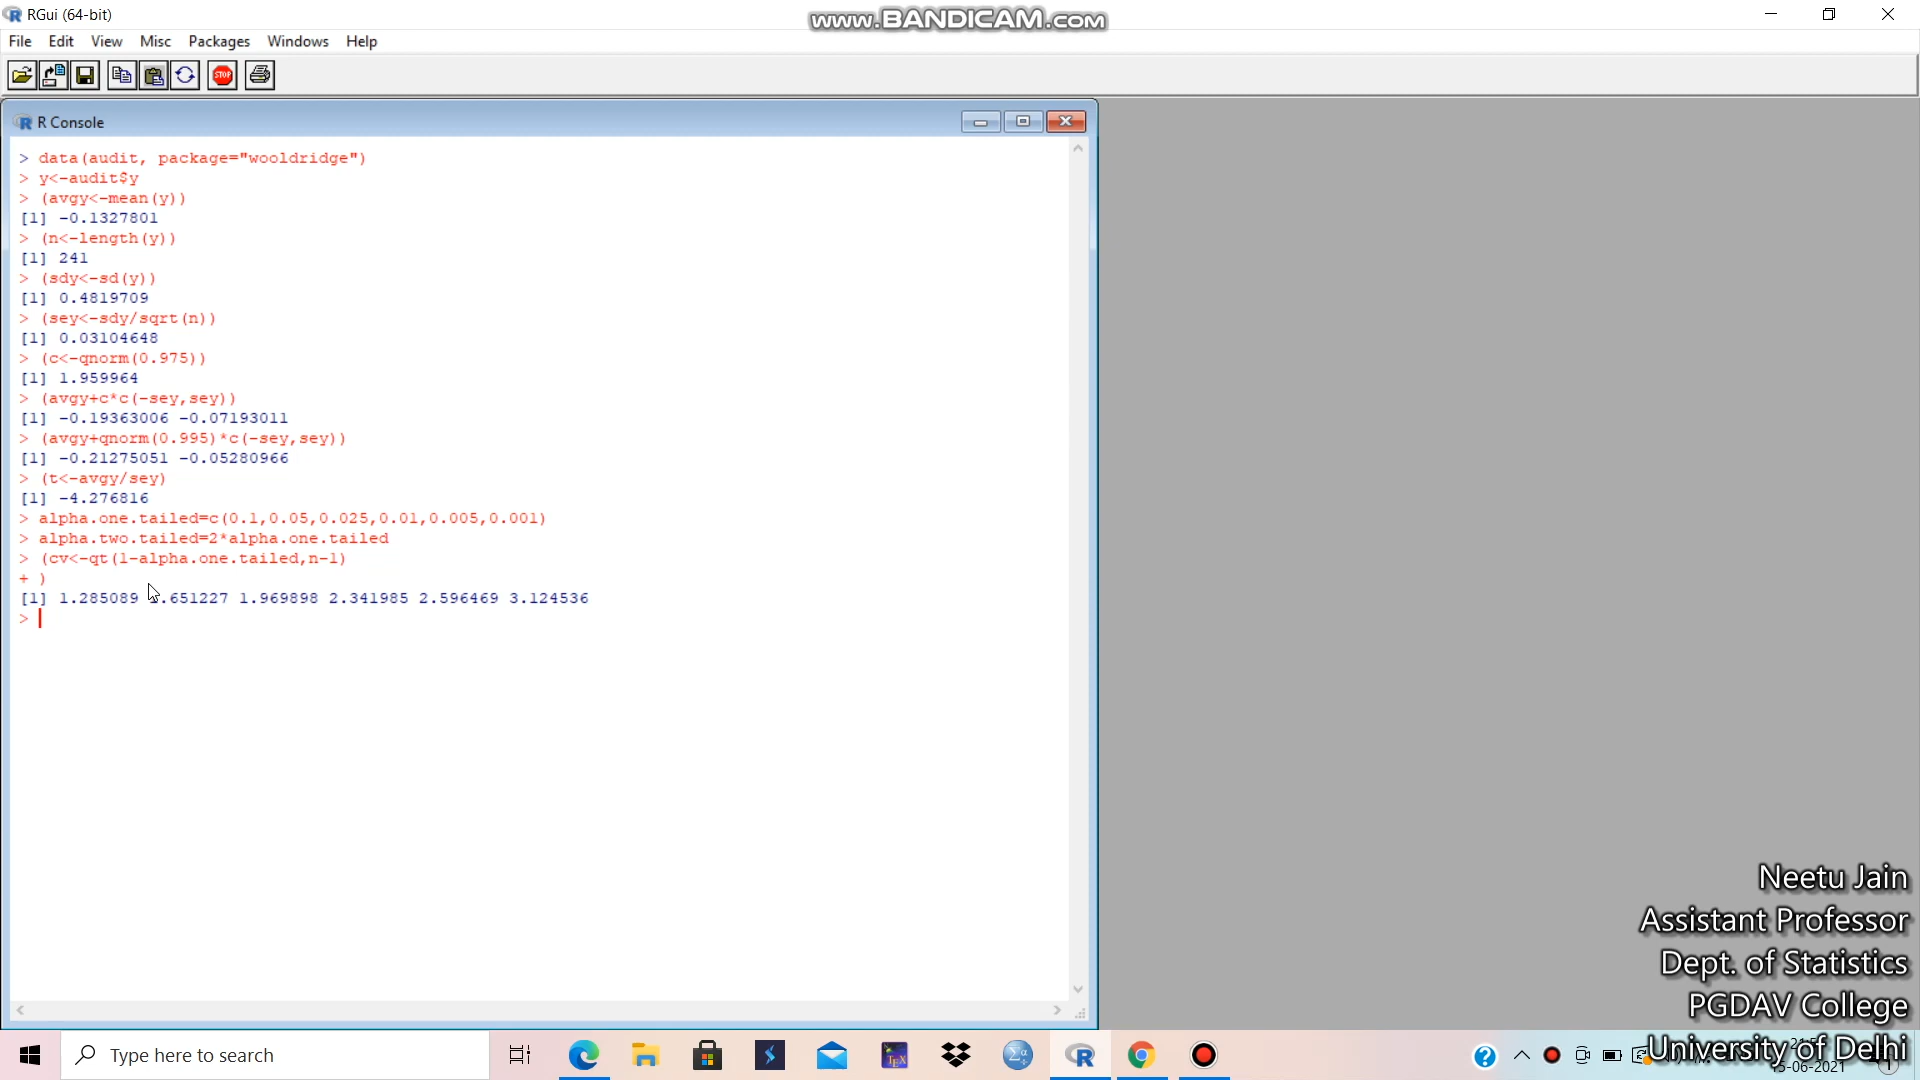 RGui (64-bit)
www.BANDICAM.com
File Edit View Misc Packages Windows Help
STOP
R Console
> data(audit, package="wooldridge")
> y<-audit$y
> (avgy<-mean(y))
[1] -0.1327801
> (n<-length(y))
[1] 241
> (sdy<-sd(y))
[1] 0.4819709
> (sey<-sdy/sqrt(n))
[1] 0.03104648
> (c<-qnorm(0.975))
[1] 1.959964
> (avgy+c*c(-sey,sey))
[1] -0.19363006 -0.07193011
> (avgy+qnorm(0.995)*c(-sey,sey))
[1] -0.21275051 -0.05280966
> (t<-avgy/sey)
[1] -4.276816
> alpha.one.tailed=c(0.1,0.05,0.025,0.01,0.005,0.001)
> alpha.two.tailed=2*alpha.one.tailed
> (cv<-qt(1-alpha.one.tailed,n-1)
+ )
[1] 1.285089 1.651227 1.969898 2.341985 2.596469 3.124536
>
Neetu Jain
Assistant Professor
Dept. of Statistics
PGDAV College
University of Delhi
Type here to search
15-06-2021